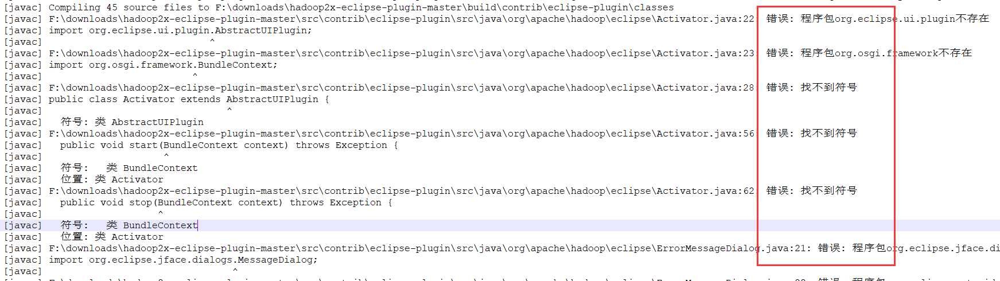 [javac] Compiling 45 source files to F:\downloads\hadoop2x-eclipse-plugin-master\build\contrib\eclipse-plugin\classes
[javac] F:\downloads\hadoop2x-eclipse-plugin-master\src\contrib\eclipse-plugin\src\java\org\apache\hadoop\eclipse\Activator.java:22: 错误: 程序包org.eclipse.ui.plugin不存在
[javac] import org.eclipse.ui.plugin.AbstractUIPlugin;
[javac]                             ^
[javac] F:\downloads\hadoop2x-eclipse-plugin-master\src\contrib\eclipse-plugin\src\java\org\apache\hadoop\eclipse\Activator.java:23: 错误: 程序包org.osgi.framework不存在
[javac] import org.osgi.framework.BundleContext;
[javac]                          ^
[javac] F:\downloads\hadoop2x-eclipse-plugin-master\src\contrib\eclipse-plugin\src\java\org\apache\hadoop\eclipse\Activator.java:28: 错误: 找不到符号
[javac] public class Activator extends AbstractUIPlugin {
[javac]                                ^
[javac]   符号: 类 AbstractUIPlugin
[javac] F:\downloads\hadoop2x-eclipse-plugin-master\src\contrib\eclipse-plugin\src\java\org\apache\hadoop\eclipse\Activator.java:56: 错误: 找不到符号
[javac]   public void start(BundleContext context) throws Exception {
[javac]                     ^
[javac]   符号:   类 BundleContext
[javac]   位置: 类 Activator
[javac] F:\downloads\hadoop2x-eclipse-plugin-master\src\contrib\eclipse-plugin\src\java\org\apache\hadoop\eclipse\Activator.java:62: 错误: 找不到符号
[javac]   public void stop(BundleContext context) throws Exception {
[javac]                    ^
[javac]   符号:   类 BundleContext
[javac]   位置: 类 Activator
[javac] F:\downloads\hadoop2x-eclipse-plugin-master\src\contrib\eclipse-plugin\src\java\org\apache\hadoop\eclipse\ErrorMessageDialog.java:21: 错误: 程序包org.eclipse.jface.di
[javac] import org.eclipse.jface.dialogs.MessageDialog;
[javac]                                 ^